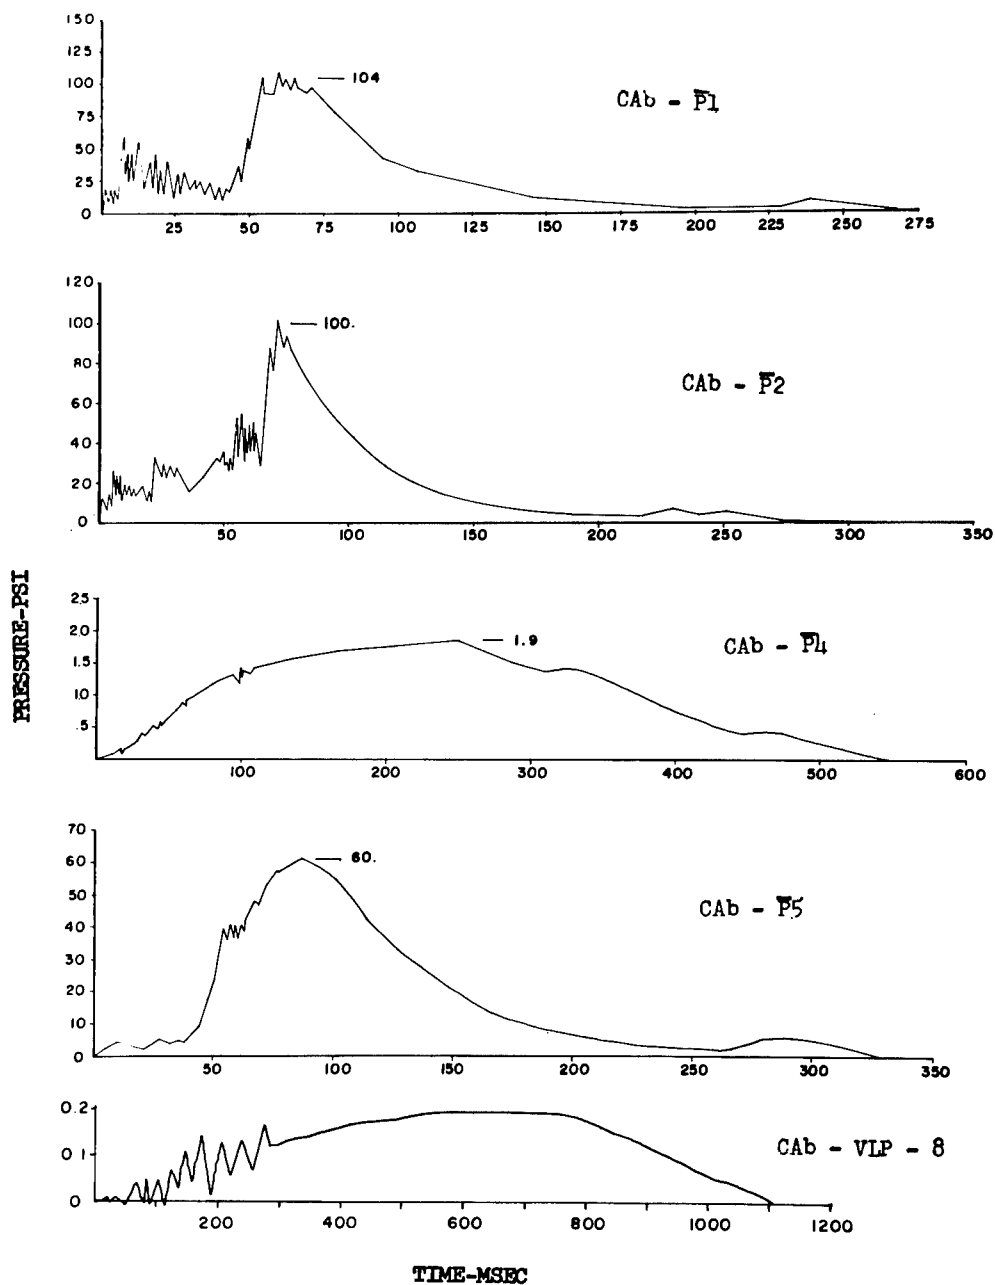 150
125
100
75
50
25
0
104
CAb - P̅1
25 50 75 100 125 150 175 200 225 250 275
120
100
80
60
40
20
0
100.
CAb - P̅2
50 100 150 200 250 300 350
PRESSURE-PSI
2.5
2.0
1.5
1.0
.5
1.9
CAb - P̅4
100 200 300 400 500 600
70
60
50
40
30
20
10
0
60.
CAb - P̅5
50 100 150 200 250 300 350
0.2
0.1
0
CAb - VLP - 8
200 400 600 800 1000 1200
TIME-MSEC